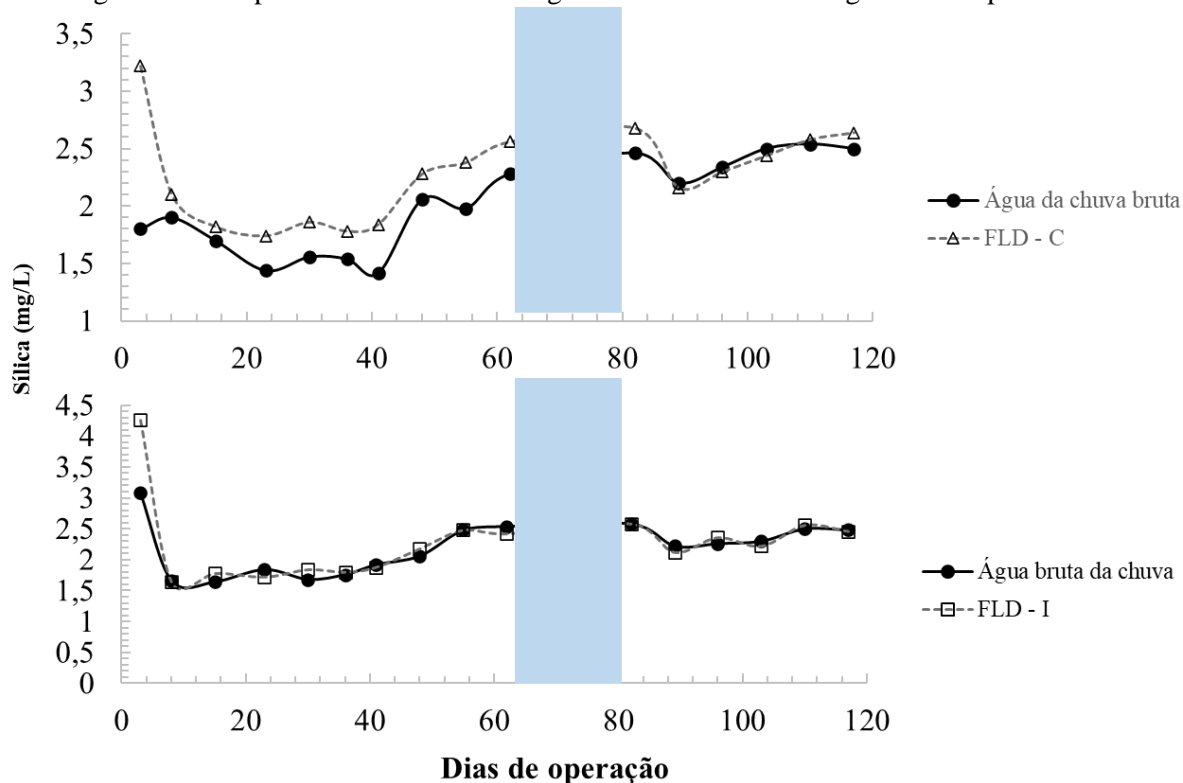 3,5
3
2,5
2
1,5
1
0 20 40 60 80 100 120
Água da chuva bruta
FLD - C
Sílica (mg/L)
4,5
4
3,5
3
2,5
2
1,5
1
0,5
0
0 20 40 60 80 100 120
Água bruta da chuva
FLD - I
Dias de operação